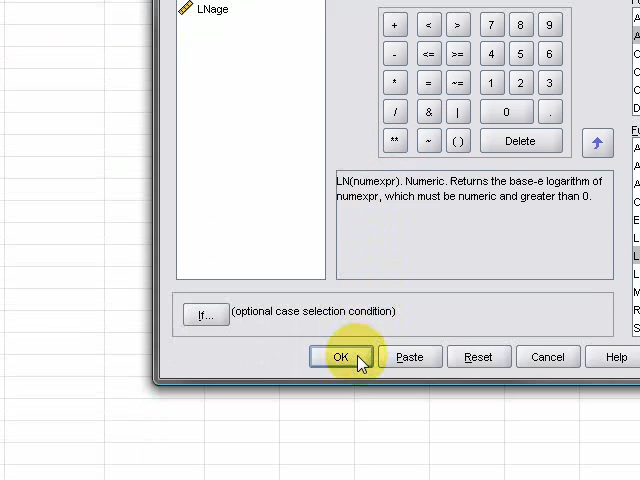 LNage
+ < > 7 8 9
- <= >= 4 5 6
* = ~= 1 2 3
/ & | 0 .
** ~ ( ) Delete
LN(numexpr). Numeric. Returns the base-e logarithm of
numexpr, which must be numeric and greater than 0.
If... (optional case selection condition)
OK Paste Reset Cancel Help